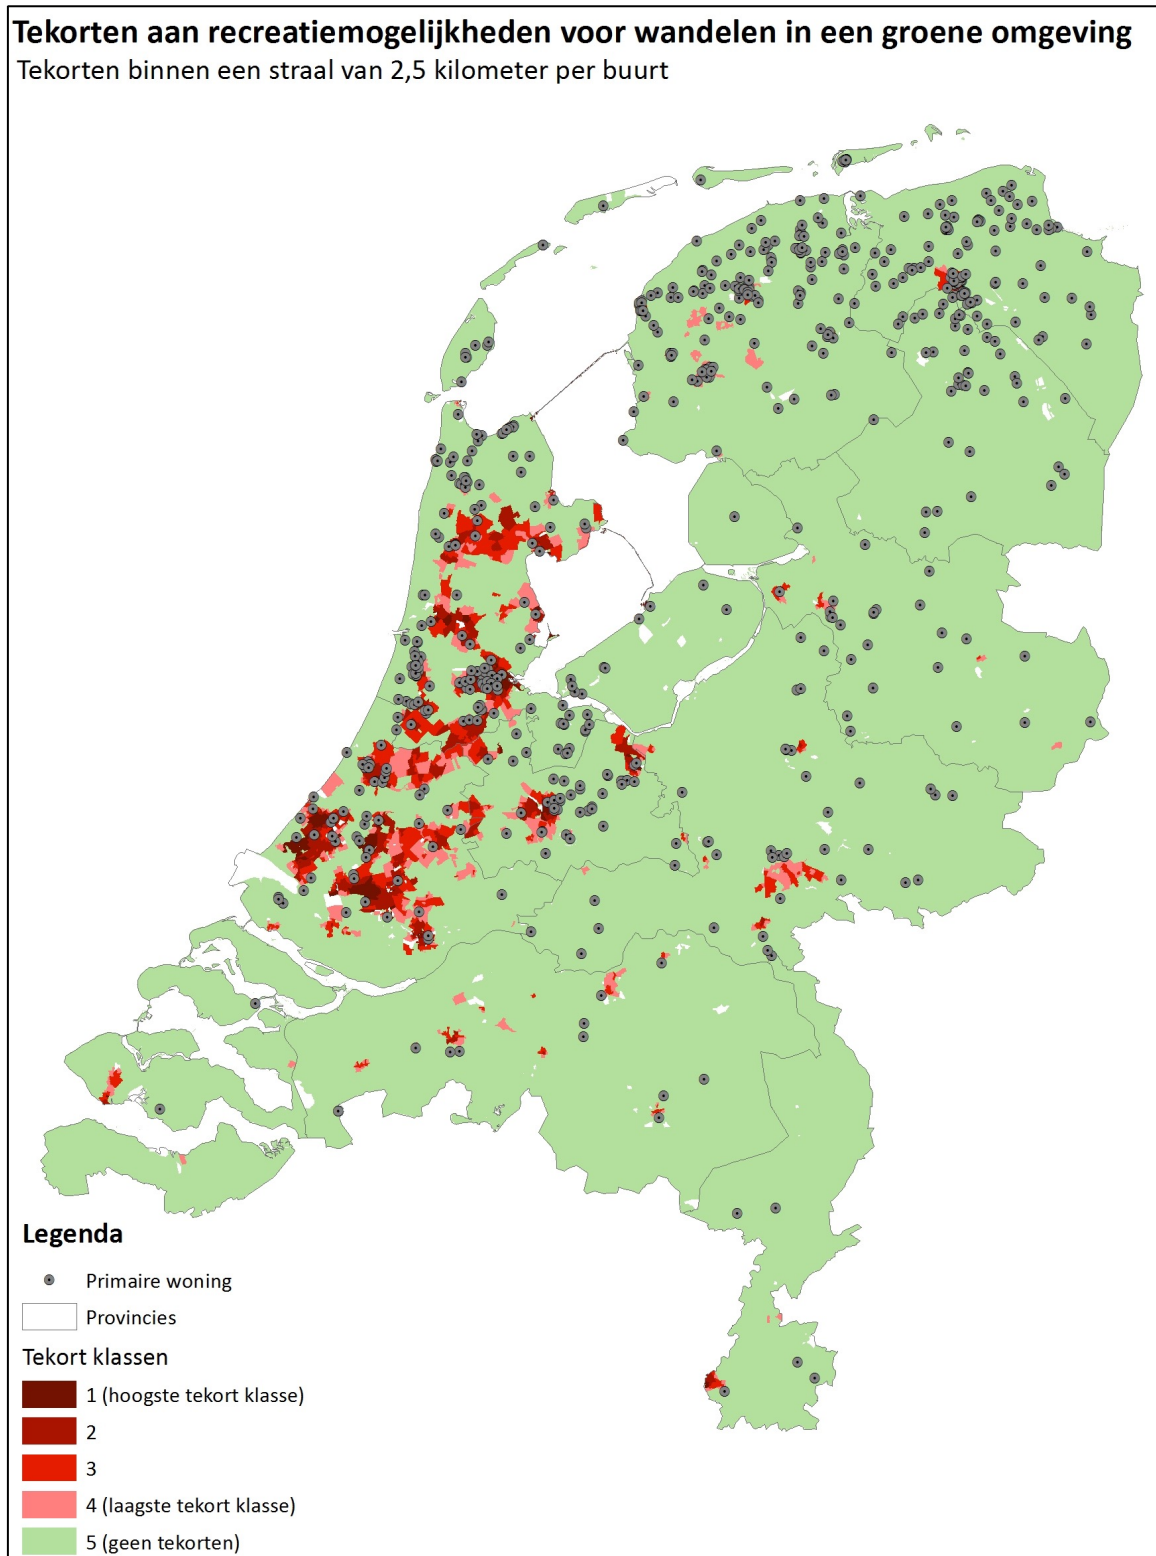 Tekorten aan recreatiemogelijkheden voor wandelen in een groene omgeving
Tekorten binnen een straal van 2,5 kilometer per buurt
Legenda
Primaire woning
Provincies
Tekort klassen
1 (hoogste tekort klasse)
2
3
4 (laagste tekort klasse)
5 (geen tekorten)